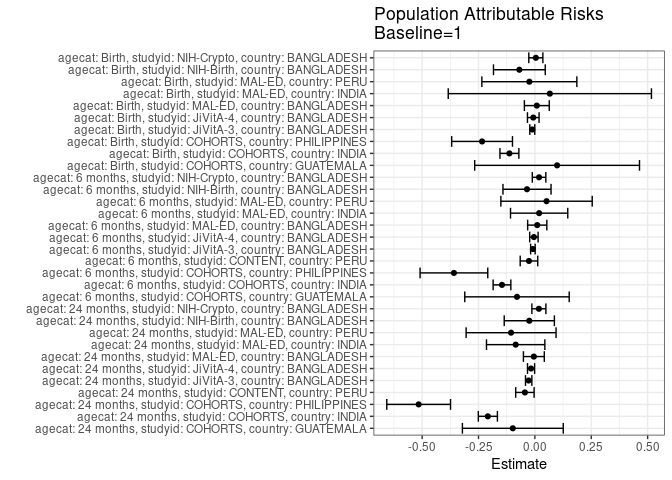 Population Attributable Risks
Baseline=1
agecat: Birth, studyid: NIH-Crypto, country: BANGLADESH
agecat: Birth, studyid: NIH-Birth, country: BANGLADESH
agecat: Birth, studyid: MAL-ED, country: PERU
agecat: Birth, studyid: MAL-ED, country: INDIA
agecat: Birth, studyid: MAL-ED, country: BANGLADESH
agecat: Birth, studyid: JiVitA-4, country: BANGLADESH
agecat: Birth, studyid: JiVitA-3, country: BANGLADESH
agecat: Birth, studyid: COHORTS, country: PHILIPPINES
agecat: Birth, studyid: COHORTS, country: INDIA
agecat: Birth, studyid: COHORTS, country: GUATEMALA
agecat: 6 months, studyid: NIH-Crypto, country: BANGLADESH
agecat: 6 months, studyid: NIH-Birth, country: BANGLADESH
agecat: 6 months, studyid: MAL-ED, country: PERU
agecat: 6 months, studyid: MAL-ED, country: INDIA
agecat: 6 months, studyid: MAL-ED, country: BANGLADESH
agecat: 6 months, studyid: JiVitA-4, country: BANGLADESH
agecat: 6 months, studyid: JiVitA-3, country: BANGLADESH
agecat: 6 months, studyid: CONTENT, country: PERU
agecat: 6 months, studyid: COHORTS, country: PHILIPPINES
agecat: 6 months, studyid: COHORTS, country: INDIA
agecat: 6 months, studyid: COHORTS, country: GUATEMALA
agecat: 24 months, studyid: NIH-Crypto, country: BANGLADESH
agecat: 24 months, studyid: NIH-Birth, country: BANGLADESH
agecat: 24 months, studyid: MAL-ED, country: PERU
agecat: 24 months, studyid: MAL-ED, country: INDIA
agecat: 24 months, studyid: MAL-ED, country: BANGLADESH
agecat: 24 months, studyid: JiVitA-4, country: BANGLADESH
agecat: 24 months, studyid: JiVitA-3, country: BANGLADESH
agecat: 24 months, studyid: CONTENT, country: PERU
agecat: 24 months, studyid: COHORTS, country: PHILIPPINES
agecat: 24 months, studyid: COHORTS, country: INDIA
agecat: 24 months, studyid: COHORTS, country: GUATEMALA
-0.50 -0.25 0.00 0.25 0.50
Estimate